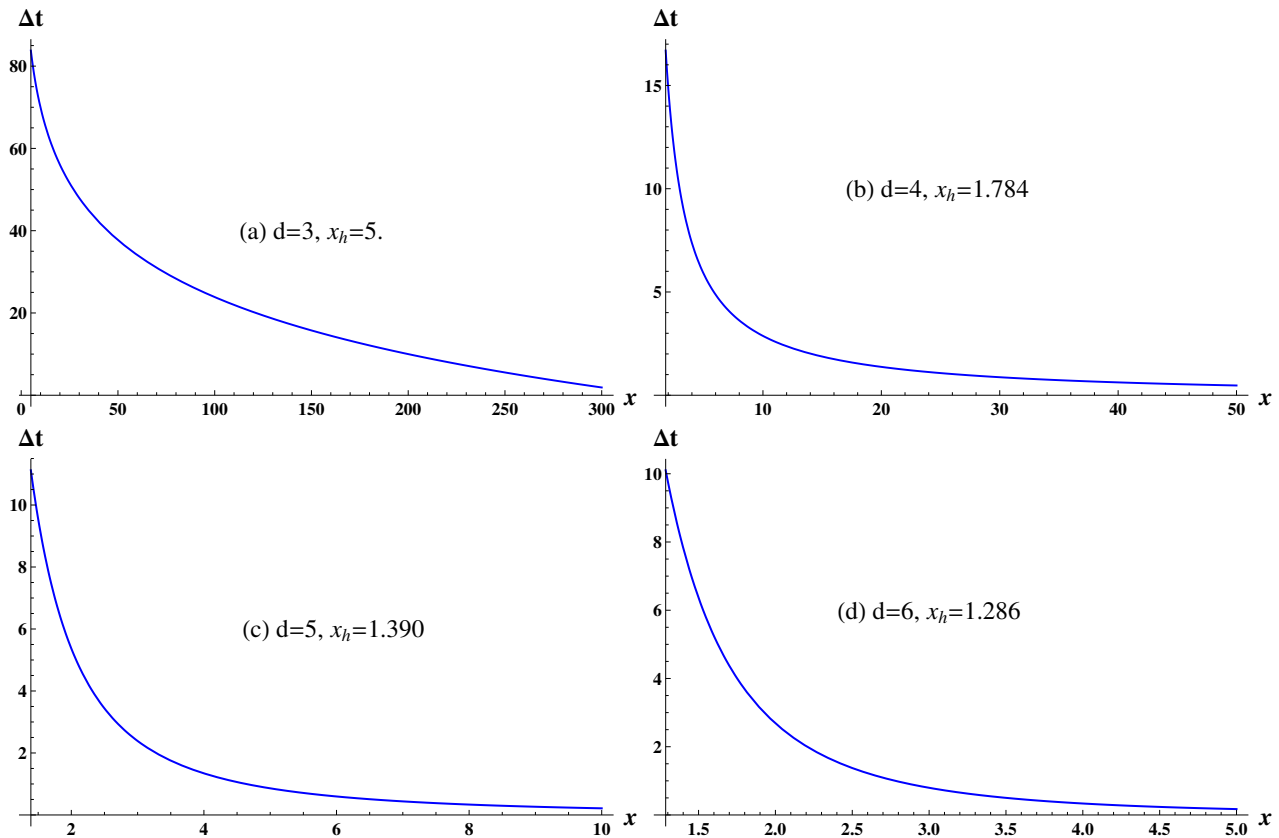 Δt
80
60
40
20
(a) d=3, x_h=5.
0 50 100 150 200 250 300 x
Δt
15
10
5
(b) d=4, x_h=1.784
10 20 30 40 50 x
Δt
10
8
6
4
2
(c) d=5, x_h=1.390
2 4 6 8 10 x
Δt
10
8
6
4
2
(d) d=6, x_h=1.286
1.5 2.0 2.5 3.0 3.5 4.0 4.5 5.0 x